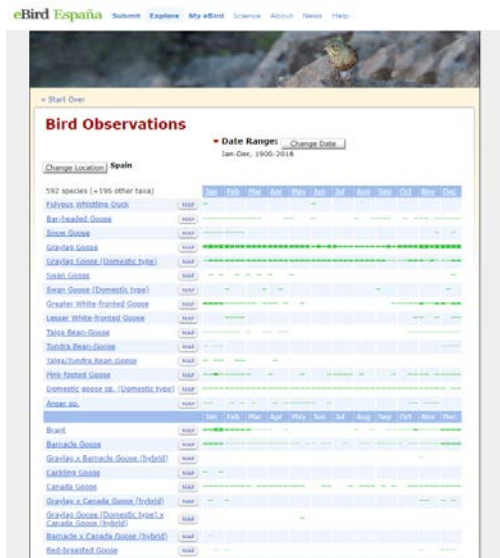 eBird España Submit Explore My eBird Science About News Help
« Start Over
Bird Observations
Date Range: Change Date
Jan-Dec, 1900-2018
Change Location Spain
592 species (+196 other taxa) Jan Feb Mar Apr May Jun Jul Aug Sep Oct Nov Dec
Fulvous Whistling-Duck MAP
Bar-headed Goose MAP
Snow Goose MAP
Graylag Goose MAP
Graylag Goose (Domestic type) MAP
Swan Goose MAP
Swan Goose (Domestic type) MAP
Greater White-fronted Goose MAP
Lesser White-fronted Goose MAP
Taiga Bean-Goose MAP
Tundra Bean-Goose MAP
Taiga/Tundra Bean-Goose MAP
Pink-footed Goose MAP
Domestic goose sp. (Domestic type) MAP
Anser sp. MAP
Jan Feb Mar Apr May Jun Jul Aug Sep Oct Nov Dec
Brant MAP
Barnacle Goose MAP
Graylag x Barnacle Goose (hybrid) MAP
Cackling Goose MAP
Canada Goose MAP
Graylag x Canada Goose (hybrid) MAP
Graylag Goose (Domestic type) x
Canada Goose (hybrid) MAP
Barnacle x Canada Goose (hybrid) MAP
Red-breasted Goose MAP